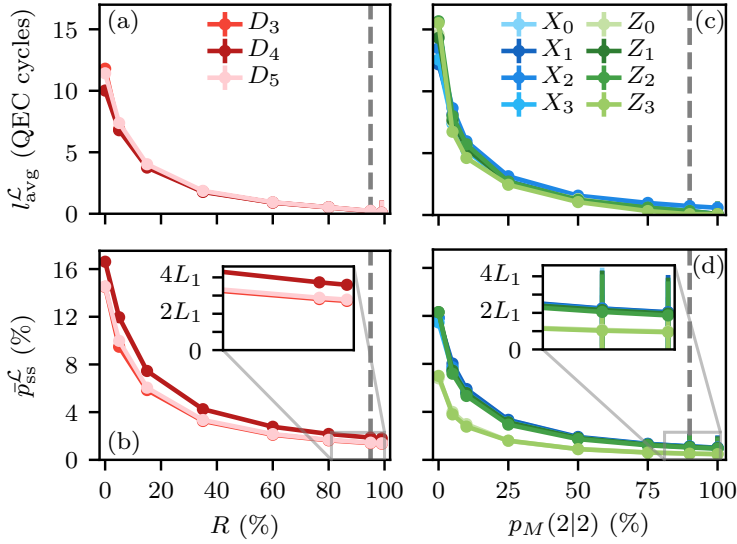 (a)
D₃
D₄
D₅
15
10
5
0
l^ℒ_avg (QEC cycles)
(c)
X₀ Z₀
X₁ Z₁
X₂ Z₂
X₃ Z₃
16
12
8
4
0
p̄^ℒ_ss (%)
4L₁
2L₁
0
(b)
0 20 40 60 80 100
R (%)
(d)
4L₁
2L₁
0
0 25 50 75 100
p_M(2|2) (%)